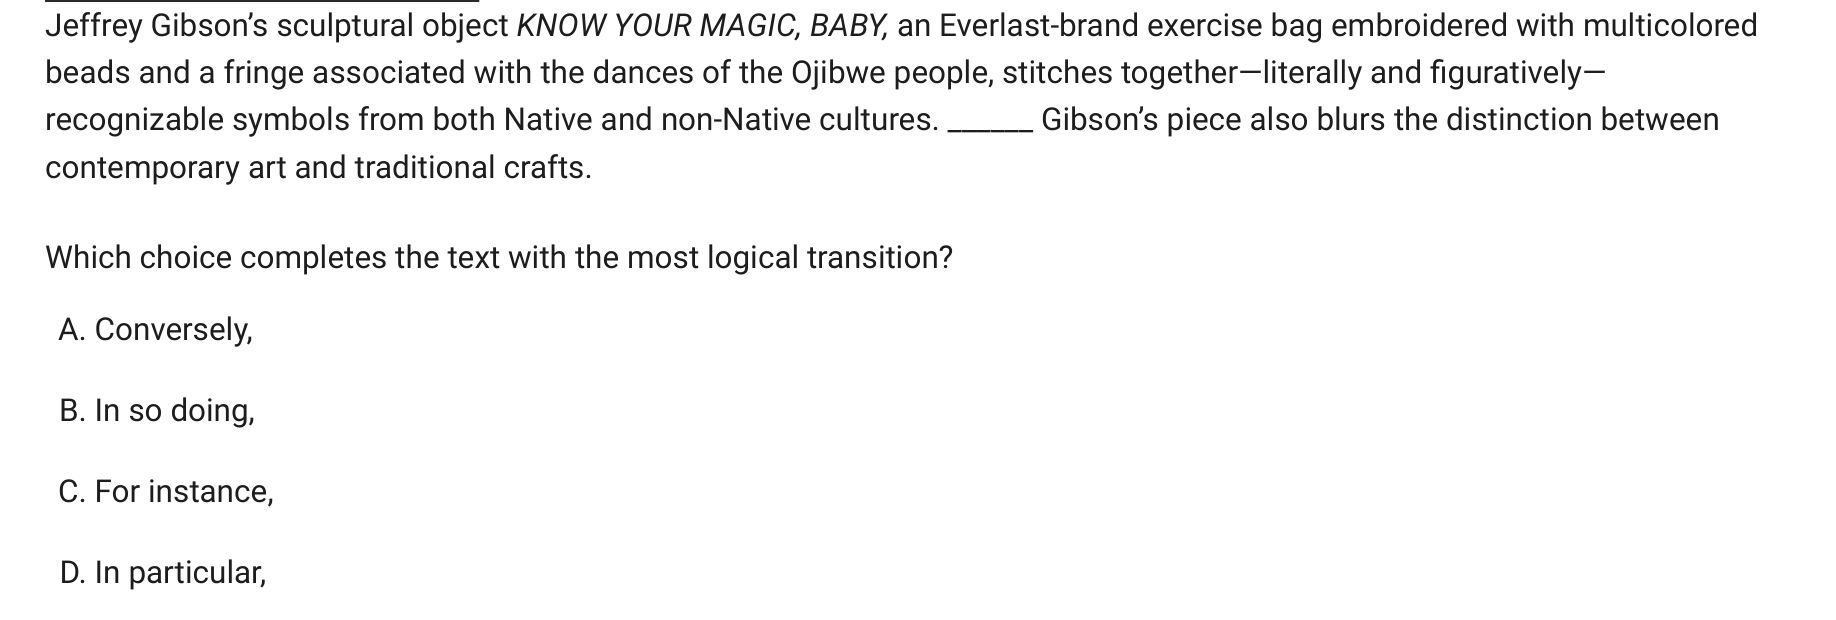 Jeffrey Gibson’s sculptural object KNOW YOUR MAGIC, BABY, an Everlast-brand exercise bag embroidered with multicolored
beads and a fringe associated with the dances of the Ojibwe people, stitches together—literally and figuratively—
recognizable symbols from both Native and non-Native cultures. ______ Gibson’s piece also blurs the distinction between
contemporary art and traditional crafts.
Which choice completes the text with the most logical transition?
A. Conversely,
B. In so doing,
C. For instance,
D. In particular,